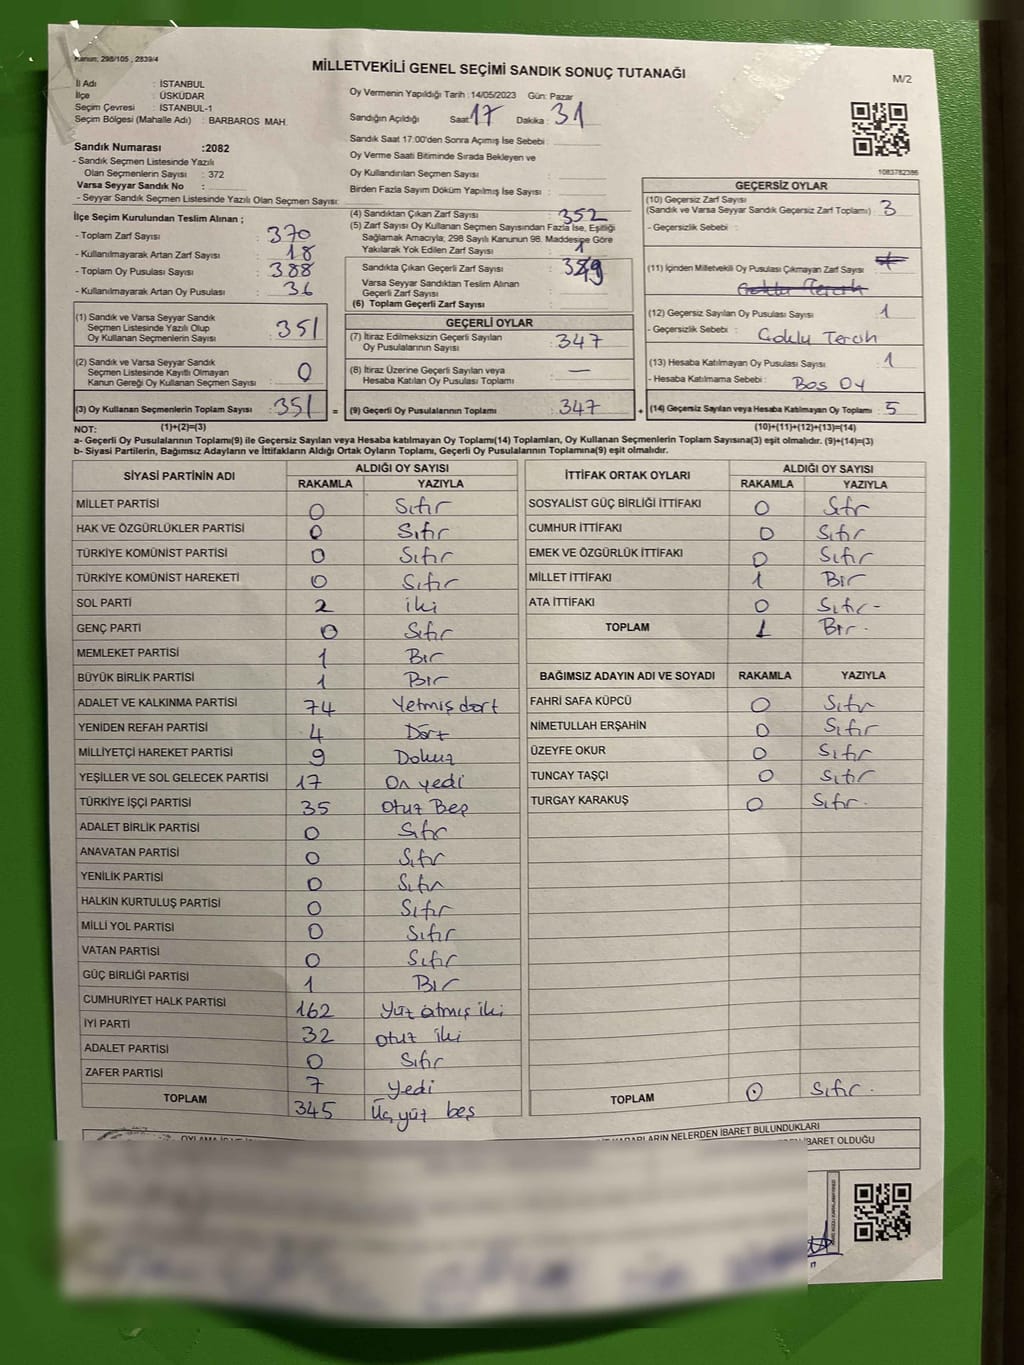 Kanun: 298/105 , 2839/4
MİLLETVEKİLİ GENEL SEÇİMİ SANDIK SONUÇ TUTANAĞI
M/2
İl Adı : İSTANBUL
İlçe : ÜSKÜDAR
Seçim Çevresi : İSTANBUL-1
Seçim Bölgesi (Mahalle Adı) : BARBAROS MAH.
Oy Vermenin Yapıldığı Tarih :14/05/2023 Gün: Pazar
Sandığın Açıldığı Saat: 17 Dakika : 31
Sandık Saat 17.00'den Sonra Açımış İse Sebebi :
Oy Verme Saati Bitiminde Sırada Bekleyen ve
Oy Kullandırılan Seçmen Sayısı :
Birden Fazla Sayım Döküm Yapılmış İse Sayısı :
Sandık Numarası :2082
- Sandık Seçmen Listesinde Yazılı
Olan Seçmenlerin Sayısı : 372
Varsa Seyyar Sandık No :
- Seyyar Sandık Seçmen Listesinde Yazılı Olan Seçmen Sayısı:
1083782386
İlçe Seçim Kurulundan Teslim Alınan ;
- Toplam Zarf Sayısı : 370
- Kullanılmayarak Artan Zarf Sayısı : 18
- Toplam Oy Pusulası Sayısı : 388
- Kullanılmayarak Artan Oy Pusulası : 36
(4) Sandıktan Çıkan Zarf Sayısı : 352
(5) Zarf Sayısı Oy Kullanan Seçmen Sayısından Fazla İse, Eşitliği
Sağlamak Amacıyla; 298 Sayılı Kanunun 98. Maddesine Göre
Yakılarak Yok Edilen Zarf Sayısı : 1
Sandıkta Çıkan Geçerli Zarf Sayısı : 349
Varsa Seyyar Sandıktan Teslim Alınan
Geçerli Zarf Sayısı :
(6) Toplam Geçerli Zarf Sayısı :
GEÇERSİZ OYLAR
(10) Geçersiz Zarf Sayısı
(Sandık ve Varsa Seyyar Sandık Geçersiz Zarf Toplamı) : 3
- Geçersizlik Sebebi :
(11) İçinden Milletvekili Oy Pusulası Çıkmayan Zarf Sayısı
Çoklu Tercih
(12) Geçersiz Sayılan Oy Pusulası Sayısı : 1
- Geçersizlik Sebebi : Çoklu Tercih
(13) Hesaba Katılmayan Oy Pusulası Sayısı : 1
- Hesaba Katılmama Sebebi : Boş Oy
(1) Sandık ve Varsa Seyyar Sandık
Seçmen Listesinde Yazılı Olup
Oy Kullanan Seçmenlerin Sayısı : 351
(2) Sandık ve Varsa Seyyar Sandık
Seçmen Listesinde Kayıtlı Olmayan
Kanun Gereği Oy Kullanan Seçmen Sayısı : 0
GEÇERLİ OYLAR
(7) İtiraz Edilmeksizin Geçerli Sayılan
Oy Pusulalarının Sayısı : 347
(8) İtiraz Üzerine Geçerli Sayılan veya
Hesaba Katılan Oy Pusulası Toplamı : —
(3) Oy Kullanan Seçmenlerin Toplam Sayısı : 351 = (9) Geçerli Oy Pusulalarının Toplamı : 347 + (14) Geçersiz Sayılan veya Hesaba Katılmayan Oy Toplamı : 5
NOT: (1)+(2)=(3) (10)+(11)+(12)+(13)=(14)
a- Geçerli Oy Pusulalarının Toplamı(9) ile Geçersiz Sayılan veya Hesaba katılmayan Oy Toplamı(14) Toplamları, Oy Kullanan Seçmenlerin Toplam Sayısına(3) eşit olmalıdır. (9)+(14)=(3)
b- Siyasi Partilerin, Bağımsız Adayların ve İttifakların Aldığı Ortak Oyların Toplamı, Geçerli Oy Pusulalarının Toplamına(9) eşit olmalıdır.
SİYASİ PARTİNİN ADI ALDIĞI OY SAYISI
RAKAMLA YAZIYLA
MİLLET PARTİSİ 0 Sıfır
HAK VE ÖZGÜRLÜKLER PARTİSİ 0 Sıfır
TÜRKİYE KOMÜNİST PARTİSİ 0 Sıfır
TÜRKİYE KOMÜNİST HAREKETİ 0 Sıfır
SOL PARTİ 2 iki
GENÇ PARTİ 0 Sıfır
MEMLEKET PARTİSİ 1 Bir
BÜYÜK BİRLİK PARTİSİ 1 Bir
ADALET VE KALKINMA PARTİSİ 74 Yetmiş dört
YENİDEN REFAH PARTİSİ 4 Dört
MİLLİYETÇİ HAREKET PARTİSİ 9 Dokuz
YEŞİLLER VE SOL GELECEK PARTİSİ 17 On yedi
TÜRKİYE İŞÇİ PARTİSİ 35 Otuz Beş
ADALET BİRLİK PARTİSİ 0 Sıfır
ANAVATAN PARTİSİ 0 Sıfır
YENİLİK PARTİSİ 0 Sıfır
HALKIN KURTULUŞ PARTİSİ 0 Sıfır
MİLLİ YOL PARTİSİ 0 Sıfır
VATAN PARTİSİ 0 Sıfır
GÜÇ BİRLİĞİ PARTİSİ 1 Bir
CUMHURİYET HALK PARTİSİ 162 Yüz atmış iki
İYİ PARTİ 32 otuz iki
ADALET PARTİSİ 0 Sıfır
ZAFER PARTİSİ 7 Yedi
TOPLAM 345 Üç yüz beş
İTTİFAK ORTAK OYLARI ALDIĞI OY SAYISI
RAKAMLA YAZIYLA
SOSYALİST GÜÇ BİRLİĞİ İTTİFAKI 0 Sıfır
CUMHUR İTTİFAKI 0 Sıfır
EMEK VE ÖZGÜRLÜK İTTİFAKI 0 Sıfır
MİLLET İTTİFAKI 1 Bir
ATA İTTİFAKI 0 Sıfır -
TOPLAM 1 Bir.
BAĞIMSIZ ADAYIN ADI VE SOYADI RAKAMLA YAZIYLA
FAHRİ SAFA KÜPCÜ 0 Sıfır
NİMETULLAH ERŞAHİN 0 Sıfır
ÜZEYFE OKUR 0 Sıfır
TUNCAY TAŞÇI 0 Sıfır
TURGAY KARAKUŞ 0 Sıfır.
TOPLAM 0 Sıfır.
KARARLARIN NELERDEN İBARET BULUNDUKLARI
İBARET OLDUĞU